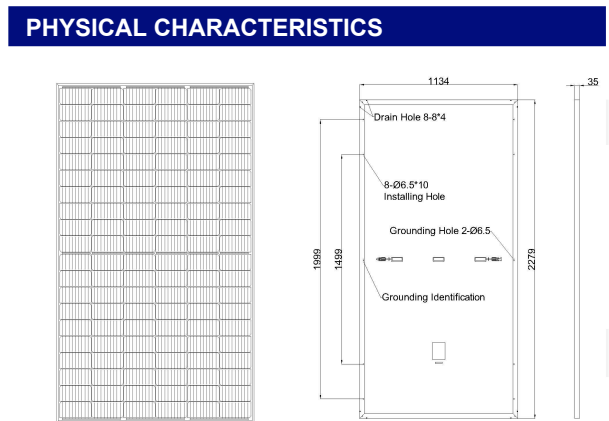 PHYSICAL CHARACTERISTICS
1134
35
Drain Hole 8-8*4
8-Ø6.5*10
Installing Hole
Grounding Hole 2-Ø6.5
1999
1499
2279
Grounding Identification